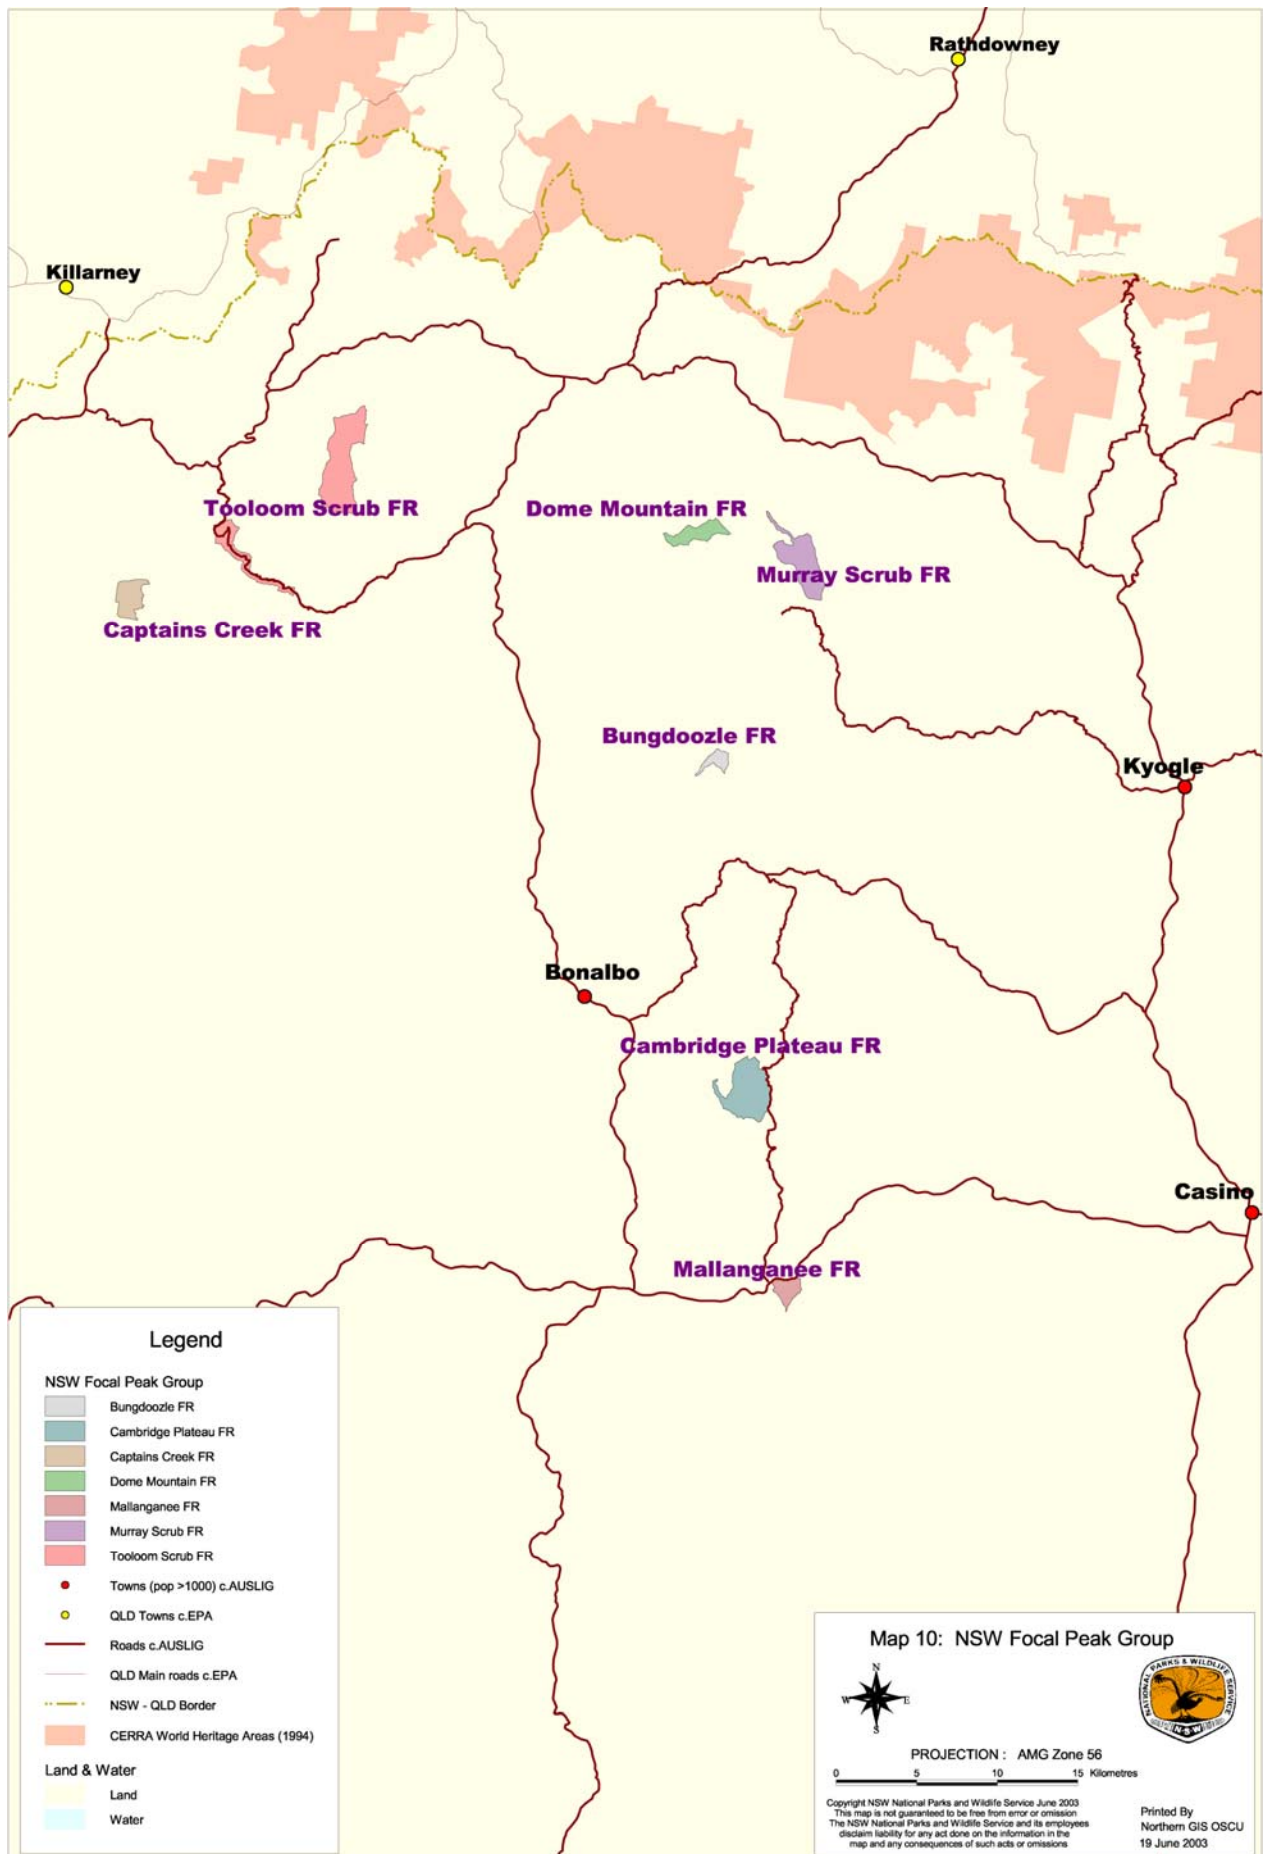 Rathdowney
Killarney
Tooloom Scrub FR
Dome Mountain FR
Murray Scrub FR
Captains Creek FR
Bungdoozle FR
Kyogle
Bonalbo
Cambridge Plateau FR
Casino
Mallanganee FR
Legend
NSW Focal Peak Group
Bungdoozle FR
Cambridge Plateau FR
Captains Creek FR
Dome Mountain FR
Mallanganee FR
Murray Scrub FR
Tooloom Scrub FR
Towns (pop >1000) c.AUSLIG
QLD Towns c.EPA
Roads c.AUSLIG
QLD Main roads c.EPA
NSW - QLD Border
CERRA World Heritage Areas (1994)
Land & Water
Land
Water
Map 10: NSW Focal Peak Group
N
W E
S
NATIONAL PARKS & WILDLIFE SERVICE
N·S·W
PROJECTION : AMG Zone 56
0 5 10 15 Kilometres
Copyright NSW National Parks and Wildlife Service June 2003
This map is not guaranteed to be free from error or omission
The NSW National Parks and Wildlife Service and its employees
disclaim liability for any act done on the information in the
map and any consequences of such acts or omissions
Printed By
Northern GIS OSCU
19 June 2003